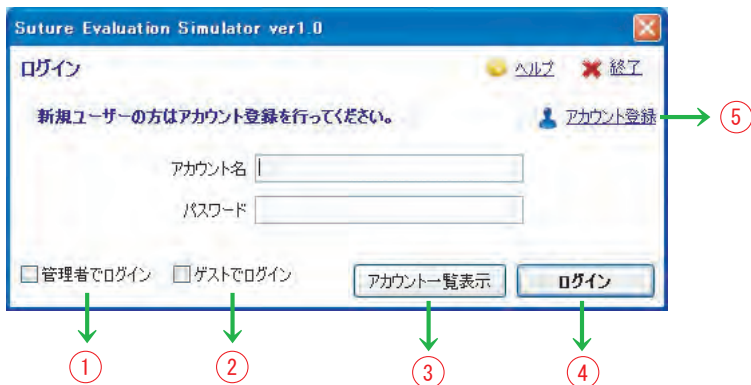 Suture Evaluation Simulator ver1.0
ログイン
ヘルプ
終了
新規ユーザーの方はアカウント登録を行ってください。
アカウント登録
⑤
アカウント名
パスワード
管理者でログイン
ゲストでログイン
アカウント一覧表示
ログイン
①
②
③
④